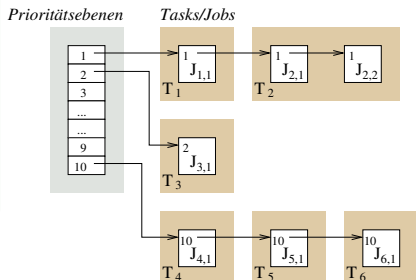 Prioritätsebenen
Tasks/Jobs
1
2
3
...
...
9
10
1
J1,1
T1
1
J2,1
1
J2,2
T2
2
J3,1
T3
10
J4,1
T4
10
J5,1
T5
10
J6,1
T6